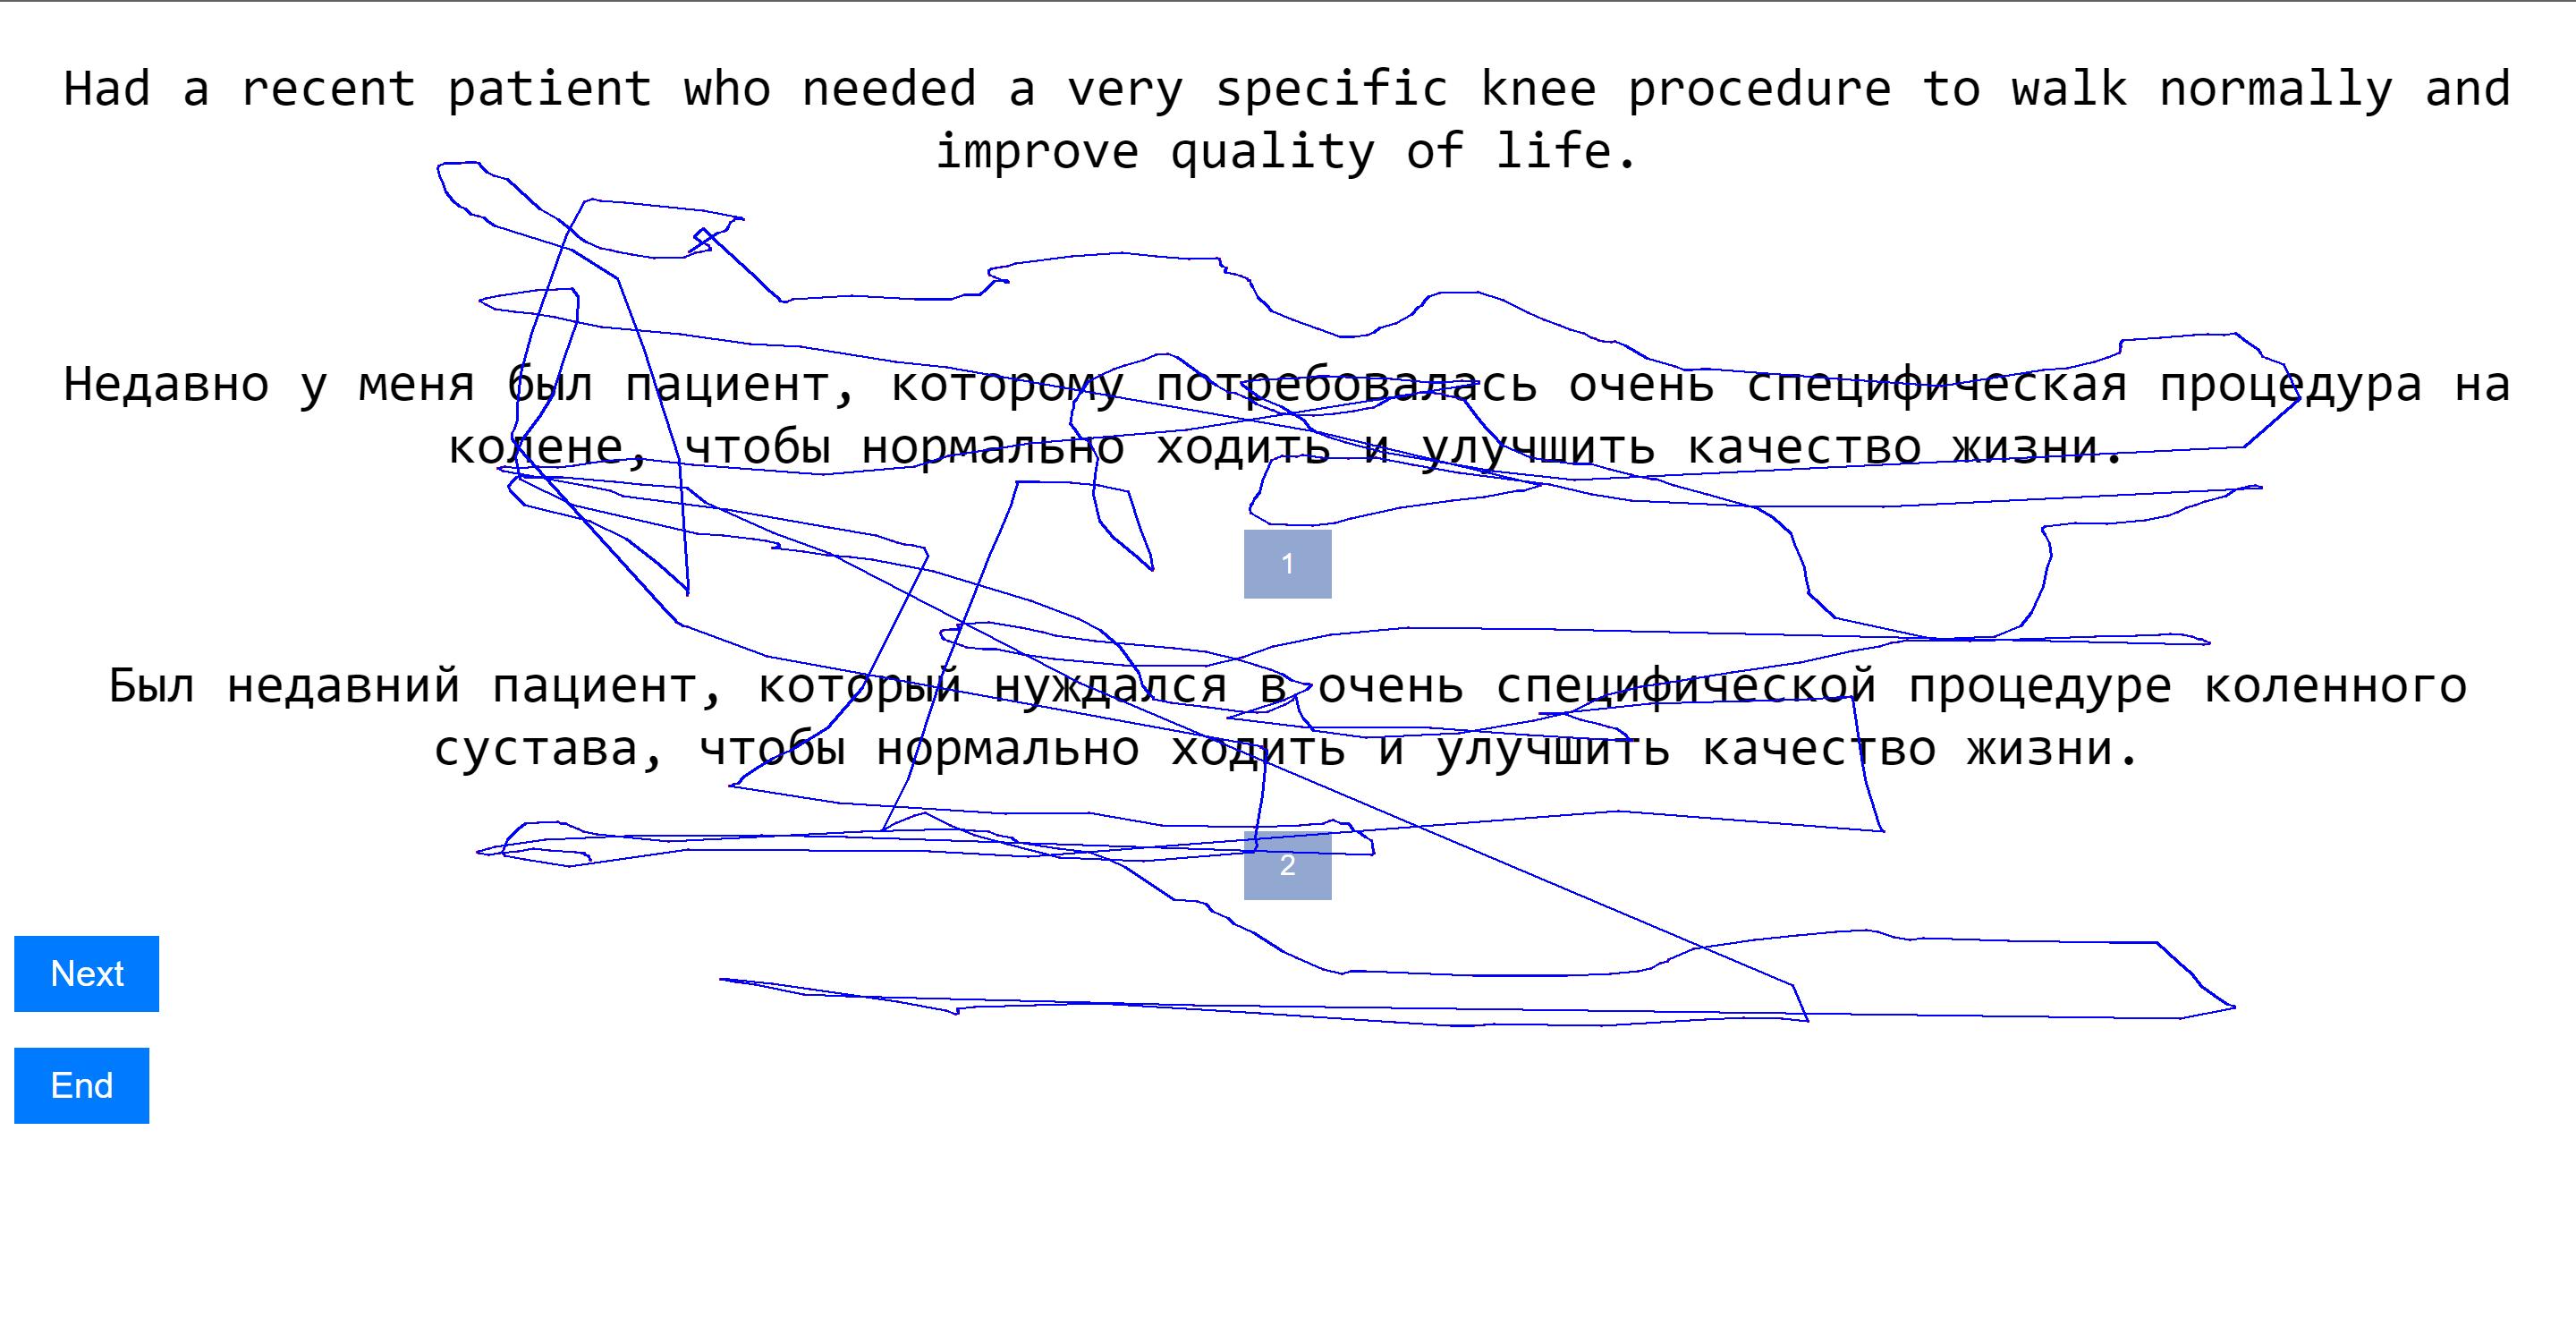 Had a recent patient who needed a very specific knee procedure to walk normally and
improve quality of life.
Недавно у меня был пациент, которому потребовалась очень специфическая процедура на
колене, чтобы нормально ходить и улучшить качество жизни.
1
Был недавний пациент, который нуждался в очень специфической процедуре коленного
сустава, чтобы нормально ходить и улучшить качество жизни.
2
Next
End